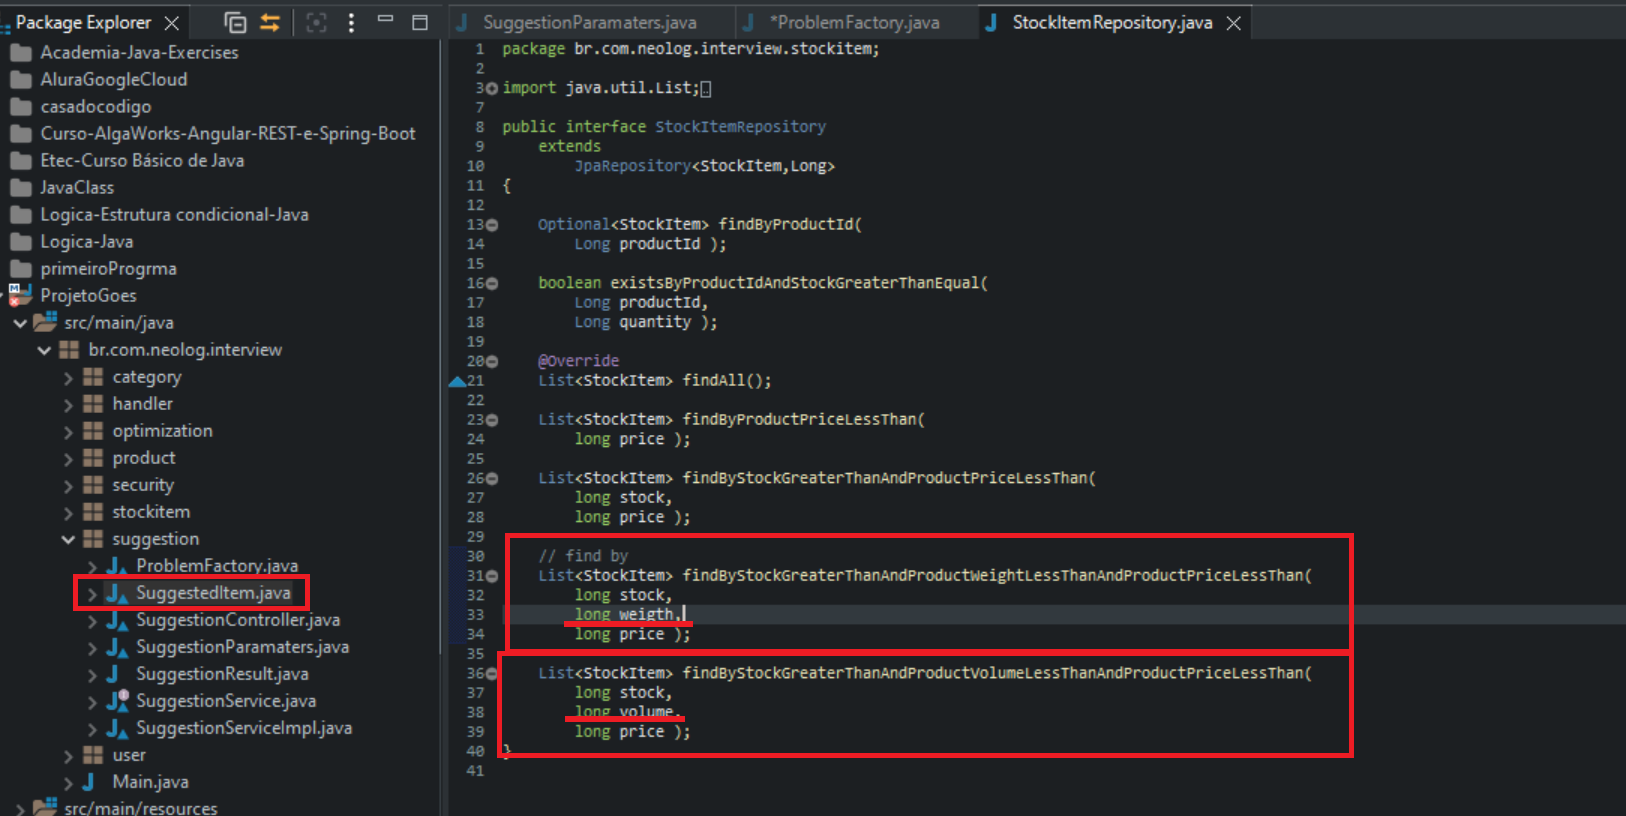 Package Explorer
Academia-Java-Exercises
AluraGoogleCloud
casadocodigo
Curso-AlgaWorks-Angular-REST-e-Spring-Boot
Etec-Curso Básico de Java
JavaClass
Logica-Estrutura condicional-Java
Logica-Java
primeiroProgrma
ProjetoGoes
src/main/java
br.com.neolog.interview
category
handler
optimization
product
security
stockitem
suggestion
ProblemFactory.java
SuggestedItem.java
SuggestionController.java
SuggestionParamaters.java
SuggestionResult.java
SuggestionService.java
SuggestionServiceImpl.java
user
Main.java
src/main/resources
SuggestionParamaters.java
*ProblemFactory.java
StockItemRepository.java
1 package br.com.neolog.interview.stockitem;
2
3 import java.util.List;
7
8 public interface StockItemRepository
9 extends
10 JpaRepository<StockItem,Long>
11 {
12
13 Optional<StockItem> findByProductId(
14 Long productId );
15
16 boolean existsByProductIdAndStockGreaterThanEqual(
17 Long productId,
18 Long quantity );
19
20 @Override
21 List<StockItem> findAll();
22
23 List<StockItem> findByProductPriceLessThan(
24 long price );
25
26 List<StockItem> findByStockGreaterThanAndProductPriceLessThan(
27 long stock,
28 long price );
29
30 // find by
31 List<StockItem> findByStockGreaterThanAndProductWeightLessThanAndProductPriceLessThan(
32 long stock,
33 long weigth,
34 long price );
35
36 List<StockItem> findByStockGreaterThanAndProductVolumeLessThanAndProductPriceLessThan(
37 long stock,
38 long volume,
39 long price );
40 }
41